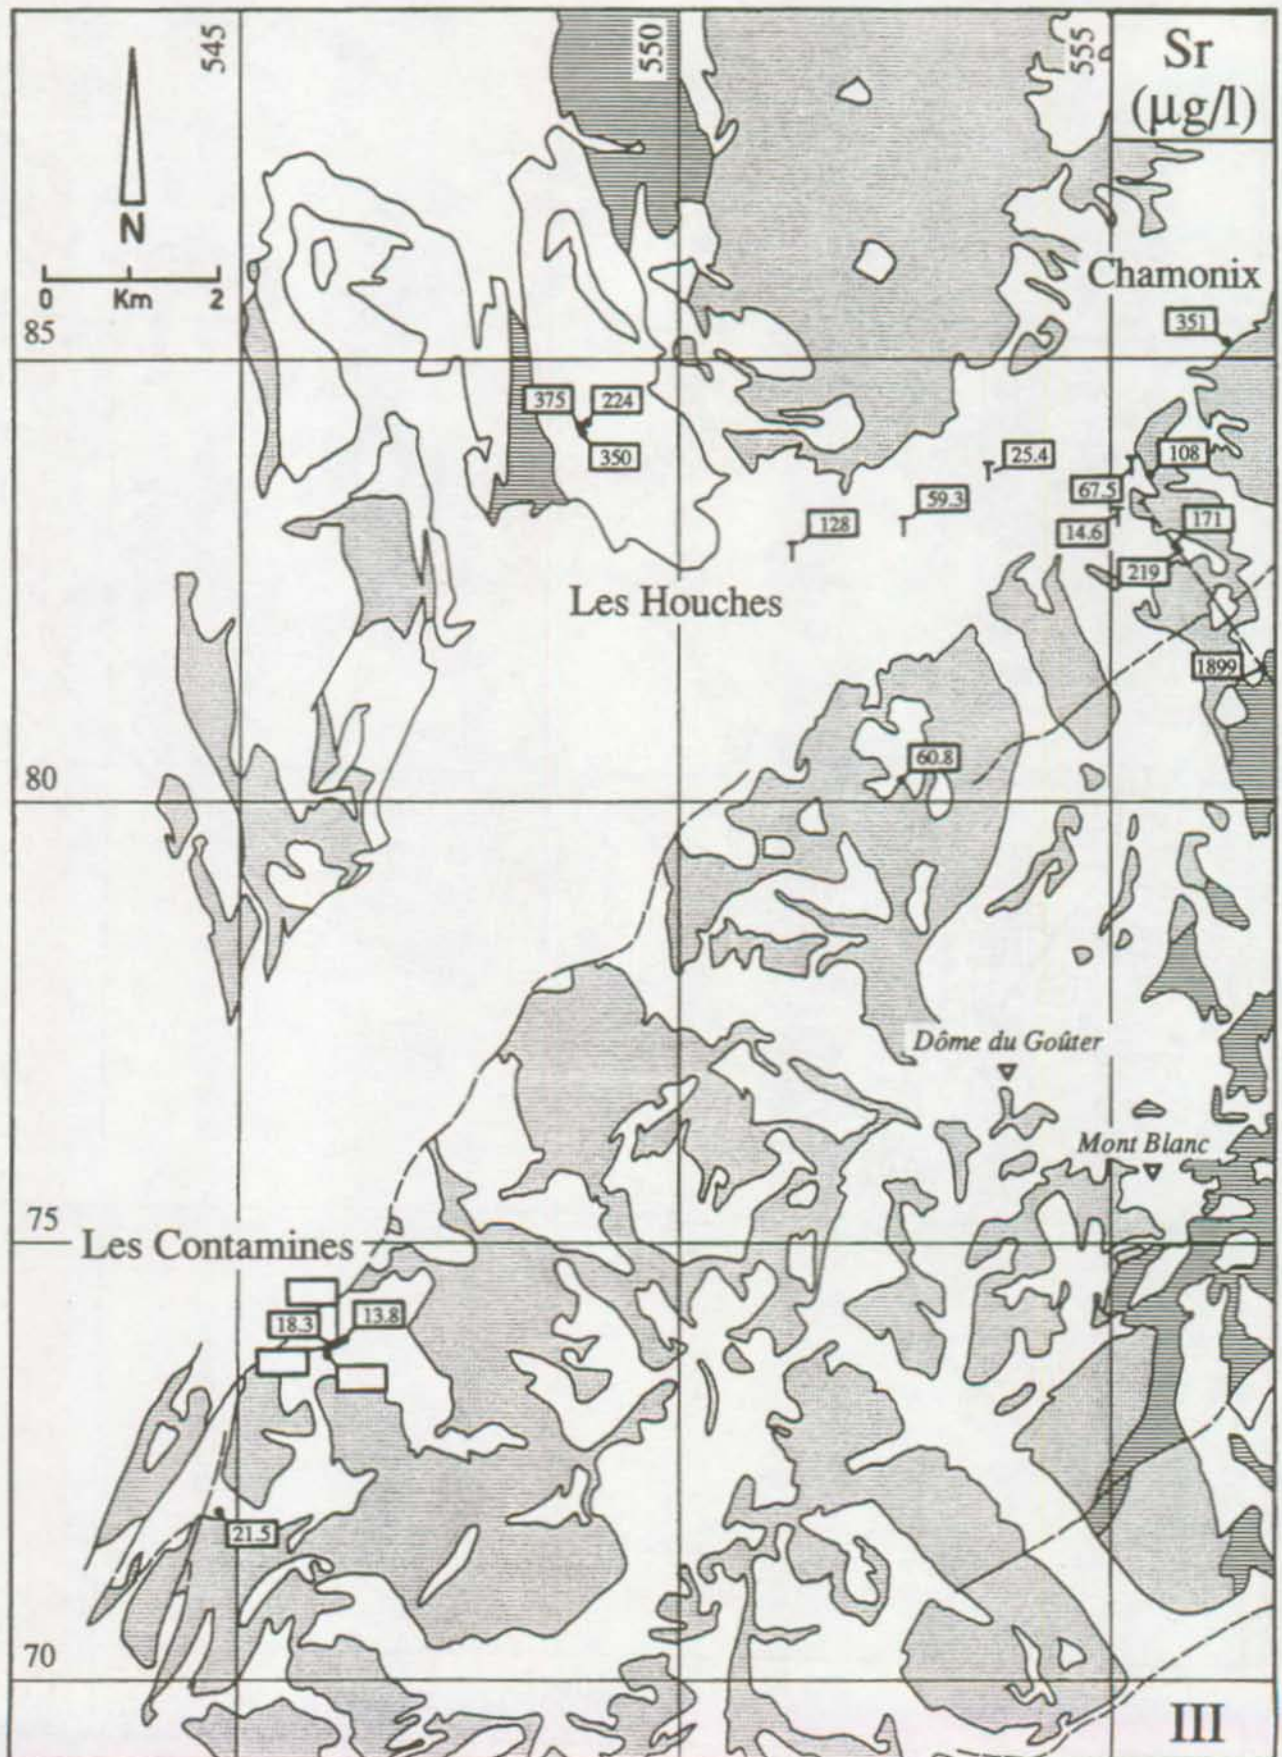 545
550
555
Sr
(µg/l)
N
0 Km 2
Chamonix
351
85
375
224
350
25.4
108
67.5
59.3
128
14.6
171
219
Les Houches
1899
60.8
80
Dôme du Goûter
Mont Blanc
75
Les Contamines
18.3
13.8
21.5
70
III